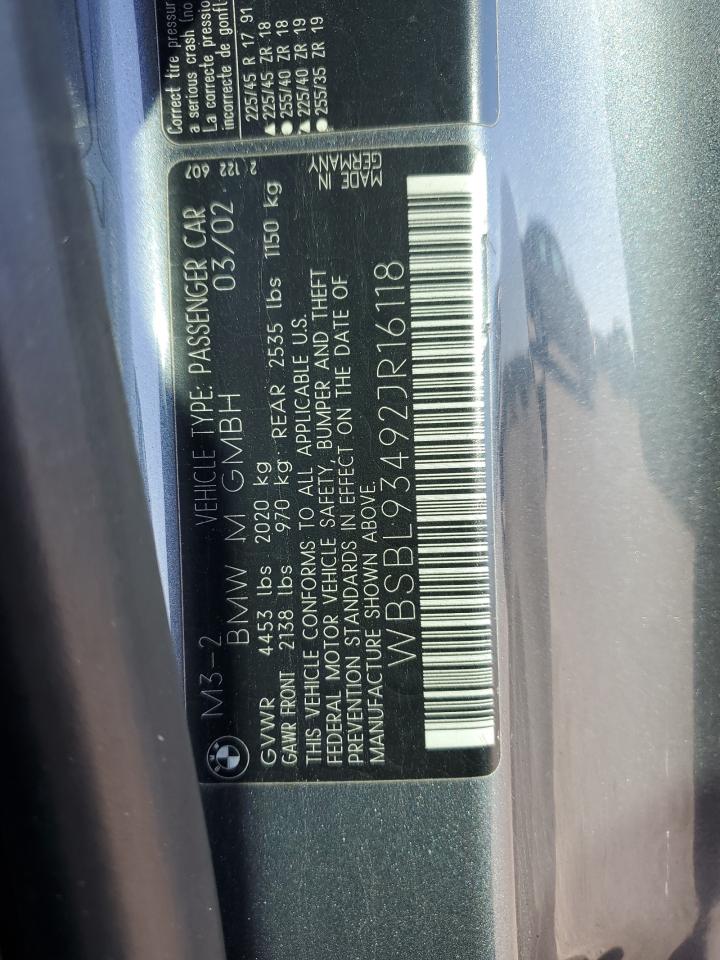 M3-2 VEHICLE TYPE: PASSENGER CAR
BMW M GMBH 03/02
GVWR 4453 lbs 2020 kg
GAWR FRONT 2138 lbs 970 kg REAR 2535 lbs 1150 kg
THIS VEHICLE CONFORMS TO ALL APPLICABLE U.S.
FEDERAL MOTOR VEHICLE SAFETY, BUMPER AND THEFT
PREVENTION STANDARDS IN EFFECT ON THE DATE OF
MANUFACTURE SHOWN ABOVE.
WBSBL93492JR16118
2 122 607
MADE IN
GERMANY
Correct tire pressur
a serious crash (no
La correcte pressio
incorrecte de gonfl
225/45 R 17 91
▲ 225/45 ZR 18
● 255/40 ZR 18
▲ 225/40 ZR 19
● 255/35 ZR 19